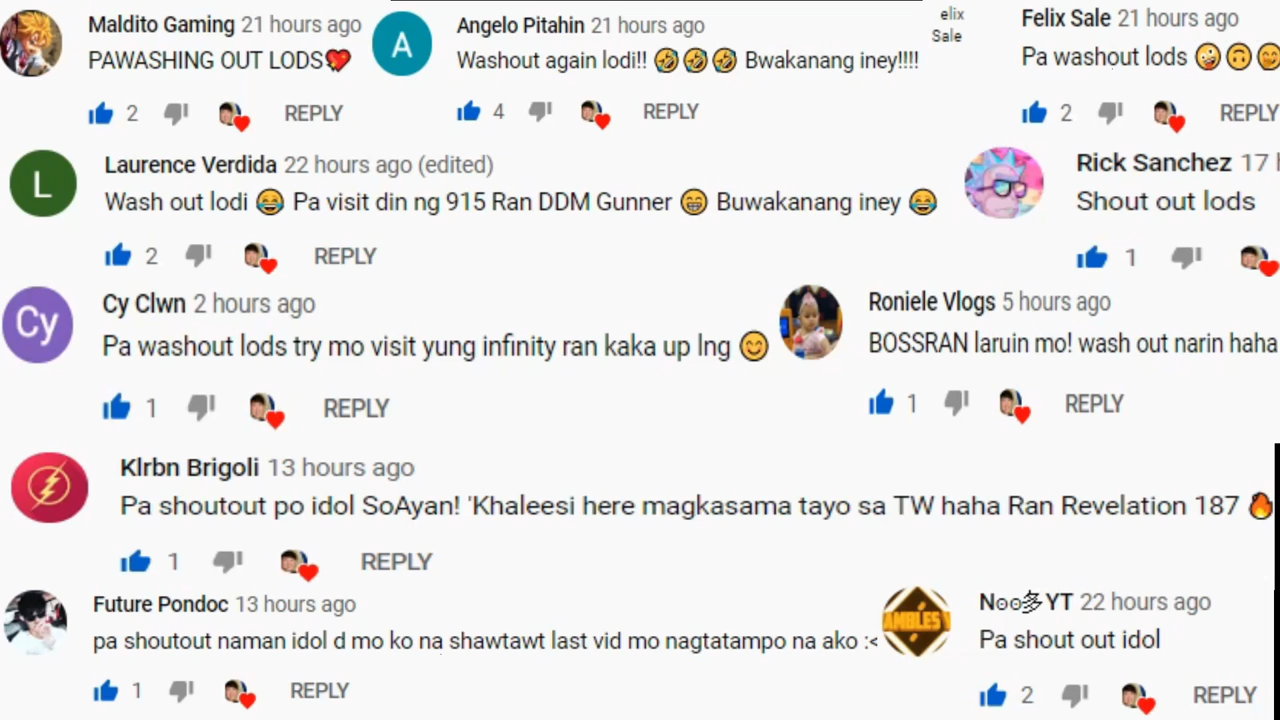 Maldito Gaming 21 hours ago
PAWASHING OUT LODS❤️
2 REPLY
A
Angelo Pitahin 21 hours ago
Washout again lodi!! 🤣🤣🤣 Bwakanang iney!!!!
4 REPLY
elix
Sale
Felix Sale 21 hours ago
Pa washout lods 🤪🙃😊
2 REPLY
L
Laurence Verdida 22 hours ago (edited)
Wash out lodi 😂 Pa visit din ng 915 Ran DDM Gunner 😁 Buwakanang iney 😂
2 REPLY
Rick Sanchez 17 h
Shout out lods
1
Cy
Cy Clwn 2 hours ago
Pa washout lods try mo visit yung infinity ran kaka up lng 😊
1 REPLY
Roniele Vlogs 5 hours ago
BOSSRAN laruin mo! wash out narin haha
1 REPLY
Klrbn Brigoli 13 hours ago
Pa shoutout po idol SoAyan! 'Khaleesi here magkasama tayo sa TW haha Ran Revelation 187 🔥
1 REPLY
Future Pondoc 13 hours ago
pa shoutout naman idol d mo ko na shawtawt last vid mo nagtatampo na ako :<
1 REPLY
AMBLES Y
Nʘʘ多YT 22 hours ago
Pa shout out idol
2 REPLY